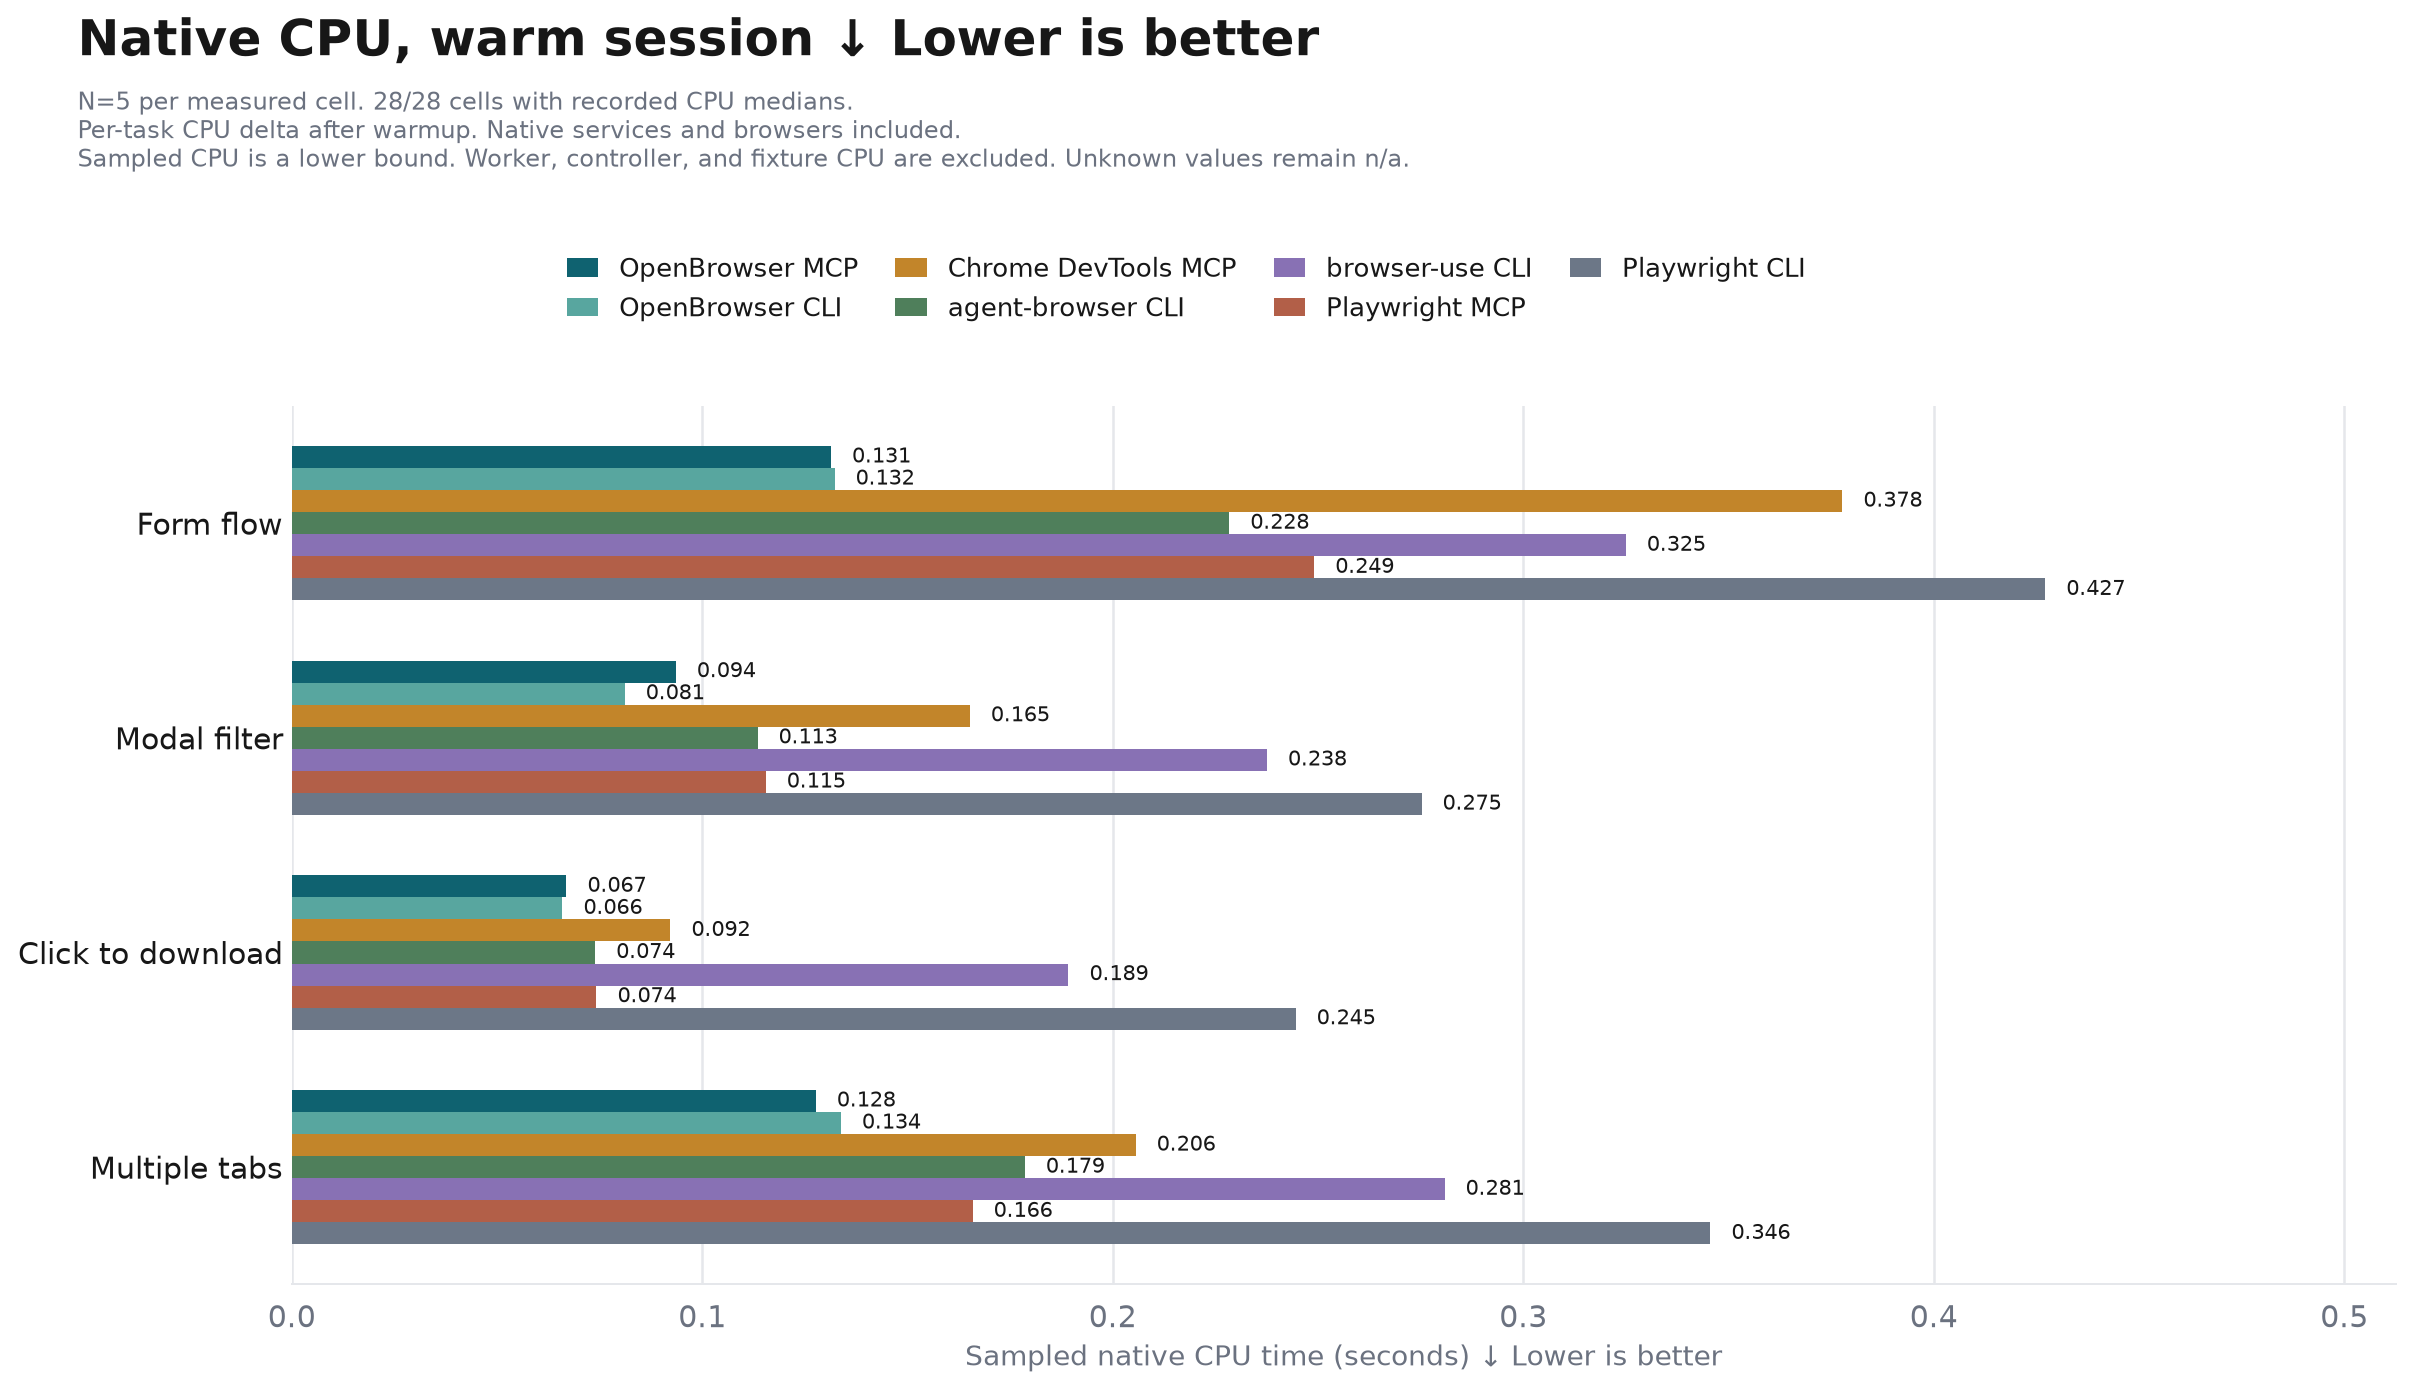 Native CPU, warm session ↓ Lower is better
N=5 per measured cell. 28/28 cells with recorded CPU medians.
Per-task CPU delta after warmup. Native services and browsers included.
Sampled CPU is a lower bound. Worker, controller, and fixture CPU are excluded. Unknown values remain n/a.
OpenBrowser MCP
OpenBrowser CLI
Chrome DevTools MCP
agent-browser CLI
browser-use CLI
Playwright MCP
Playwright CLI
Form flow
0.131
0.132
0.378
0.228
0.325
0.249
0.427
Modal filter
0.094
0.081
0.165
0.113
0.238
0.115
0.275
Click to download
0.067
0.066
0.092
0.074
0.189
0.074
0.245
Multiple tabs
0.128
0.134
0.206
0.179
0.281
0.166
0.346
0.0 0.1 0.2 0.3 0.4 0.5
Sampled native CPU time (seconds) ↓ Lower is better